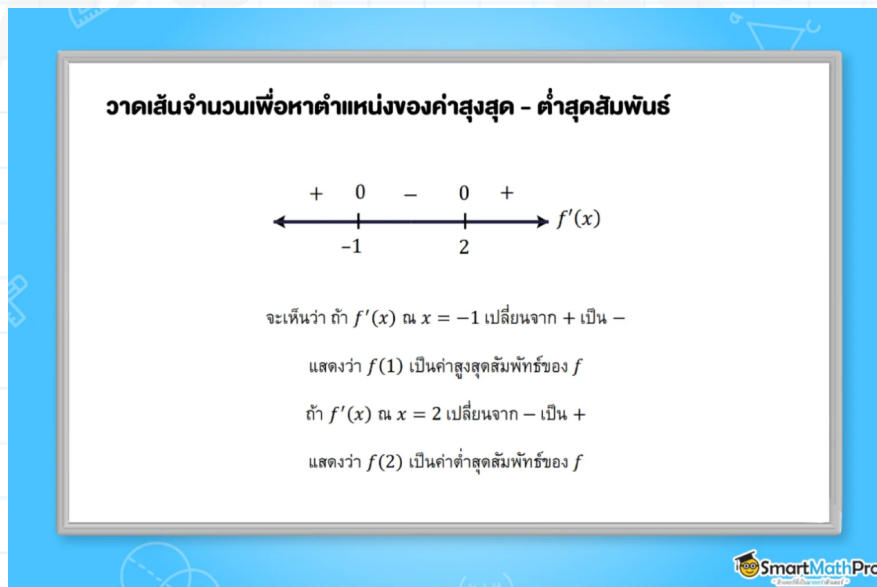 วาดเส้นจำนวนเพื่อหาตำแหน่งของค่าสูงสุด - ต่ำสุดสัมพันธ์
+ 0 − 0 +
f′(x)
−1 2
จะเห็นว่า ถ้า f′(x) ณ x = −1 เปลี่ยนจาก + เป็น −
แสดงว่า f(1) เป็นค่าสูงสุดสัมพัทธ์ของ f
ถ้า f′(x) ณ x = 2 เปลี่ยนจาก − เป็น +
แสดงว่า f(2) เป็นค่าต่ำสุดสัมพัทธ์ของ f
SmartMathPro